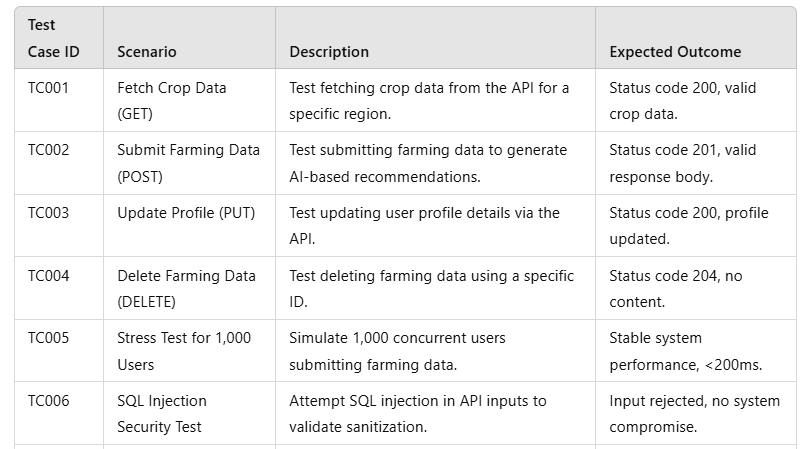 Test
Case ID
Scenario
Description
Expected Outcome
TC001
Fetch Crop Data
(GET)
Test fetching crop data from the API for a
specific region.
Status code 200, valid
crop data.
TC002
Submit Farming Data
(POST)
Test submitting farming data to generate
AI-based recommendations.
Status code 201, valid
response body.
TC003
Update Profile (PUT)
Test updating user profile details via the
API.
Status code 200, profile
updated.
TC004
Delete Farming Data
(DELETE)
Test deleting farming data using a specific
ID.
Status code 204, no
content.
TC005
Stress Test for 1,000
Users
Simulate 1,000 concurrent users
submitting farming data.
Stable system
performance, <200ms.
TC006
SQL Injection
Security Test
Attempt SQL injection in API inputs to
validate sanitization.
Input rejected, no system
compromise.